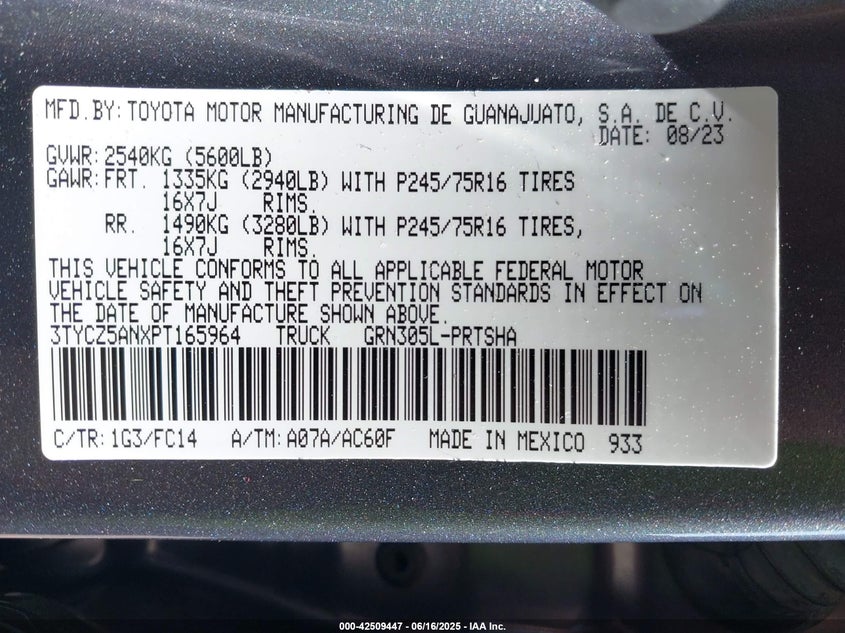 MFD.BY:TOYOTA MOTOR MANUFACTURING DE GUANAJUATO, S.A. DE C.V.
DATE: 08/23
GVWR:2540KG (5600LB)
GAWR:FRT. 1335KG (2940LB) WITH P245/75R16 TIRES
16X7J RIMS.
RR. 1490KG (3280LB) WITH P245/75R16 TIRES,
16X7J RIMS.
THIS VEHICLE CONFORMS TO ALL APPLICABLE FEDERAL MOTOR
VEHICLE SAFETY AND THEFT PREVENTION STANDARDS IN EFFECT ON
THE DATE OF MANUFACTURE SHOWN ABOVE.
3TYCZ5ANXPT165964 TRUCK GRN305L-PRTSHA
C/TR:1G3/FC14 A/TM:A07A/AC60F MADE IN MEXICO 933
000-42509447 - 06/16/2025 - IAA Inc.